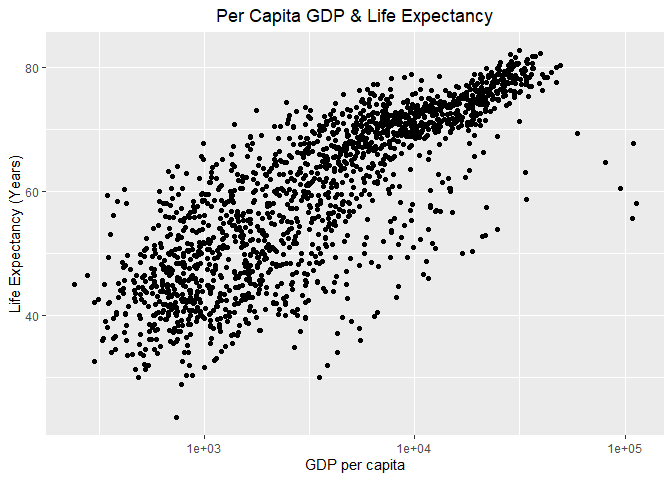 Per Capita GDP & Life Expectancy
Life Expectancy (Years)
80
60
40
1e+03
1e+04
1e+05
GDP per capita